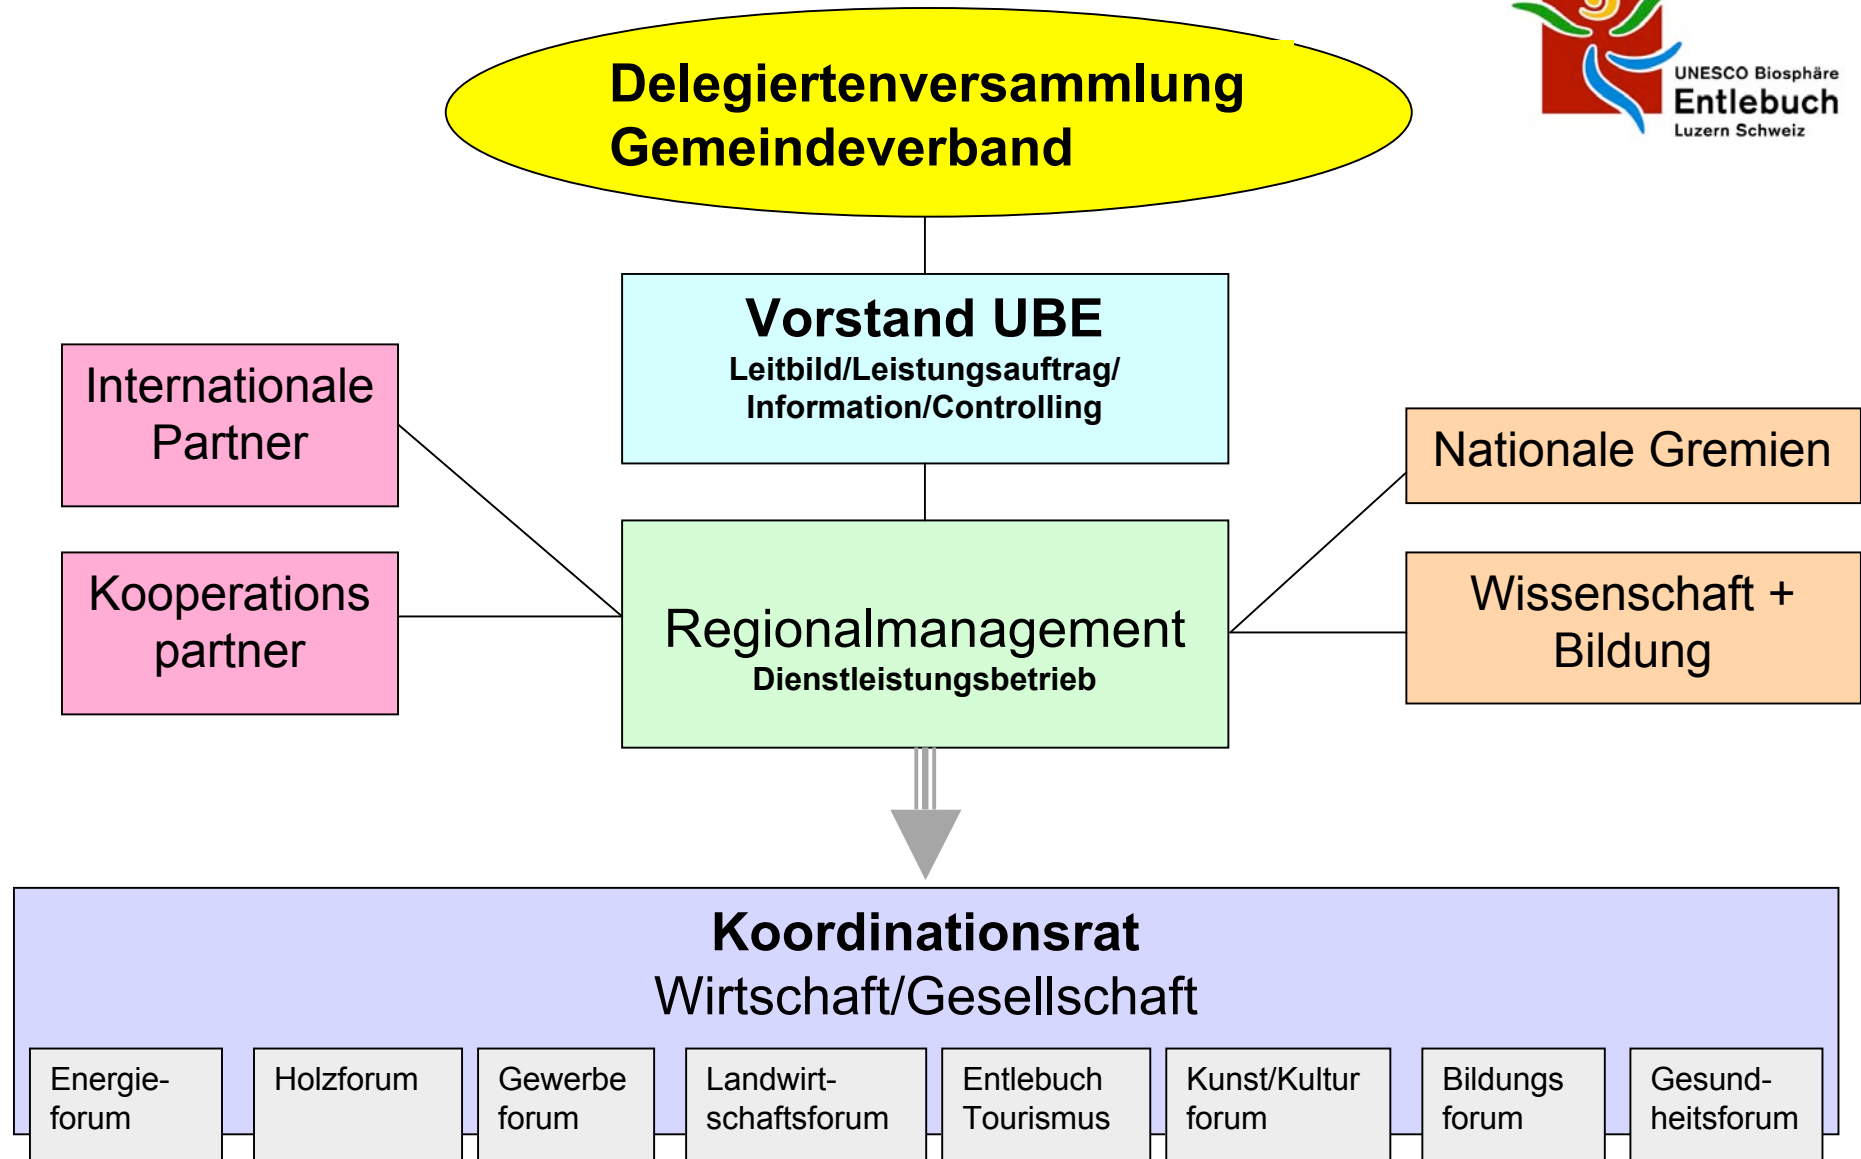 Delegiertenversammlung
Gemeindeverband
UNESCO Biosphäre
Entlebuch
Luzern Schweiz
Vorstand UBE
Leitbild/Leistungsauftrag/
Information/Controlling
Internationale
Partner
Nationale Gremien
Kooperations
partner
Regionalmanagement
Dienstleistungsbetrieb
Wissenschaft +
Bildung
Koordinationsrat
Wirtschaft/Gesellschaft
Energie-
forum
Holzforum
Gewerbe
forum
Landwirt-
schaftsforum
Entlebuch
Tourismus
Kunst/Kultur
forum
Bildungs
forum
Gesund-
heitsforum